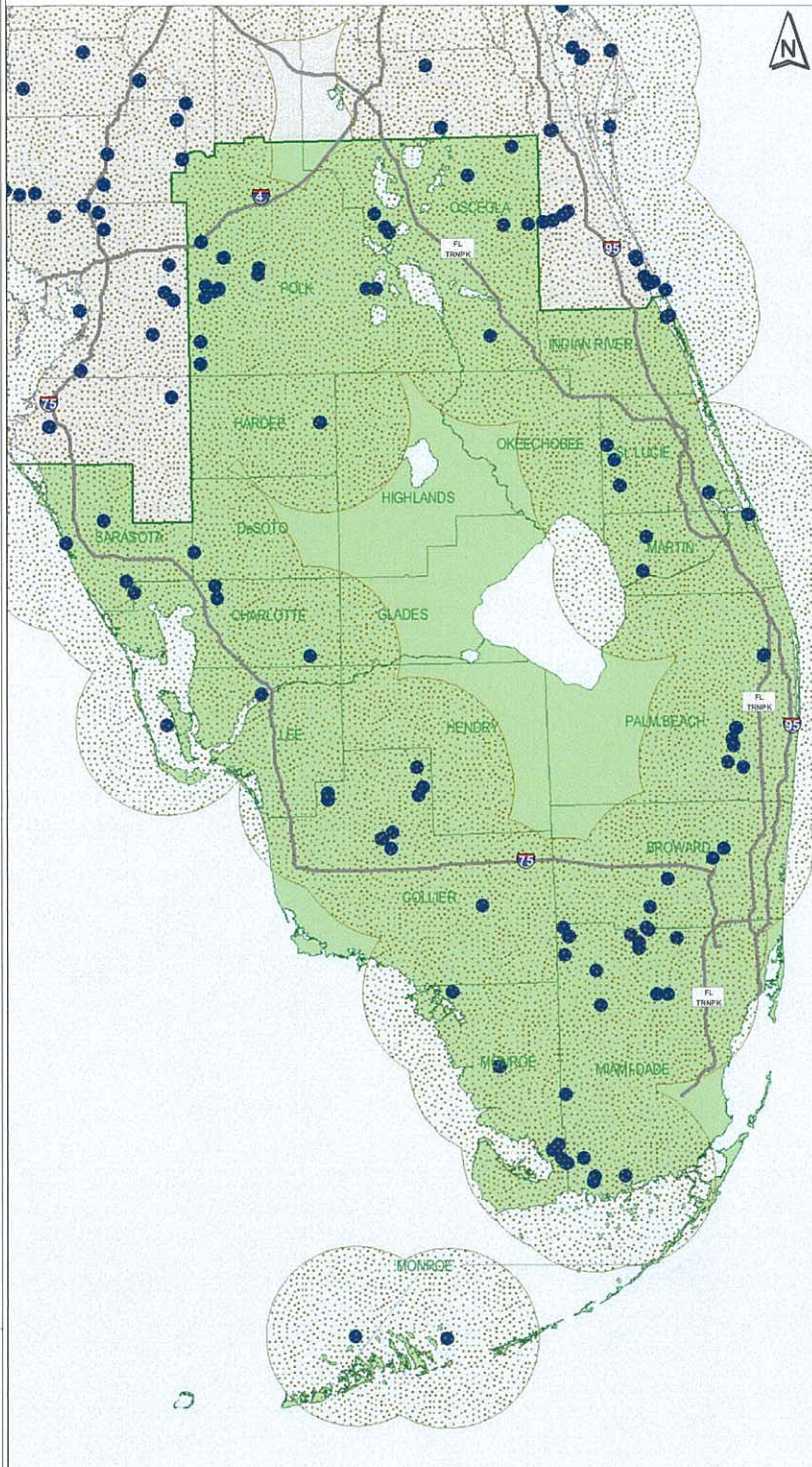 N
4
OSCEOLA
FL
TRNPK
95
POLK
INDIAN RIVER
75
HARDEE
OKEECHOBEE
ST. LUCIE
HIGHLANDS
SARASOTA
DeSOTO
MARTIN
CHARLOTTE
GLADES
FL
TRNPK
LEE
HENDRY
PALM BEACH
95
BROWARD
75
COLLIER
FL
TRNPK
MONROE
MIAMI-DADE
MONROE